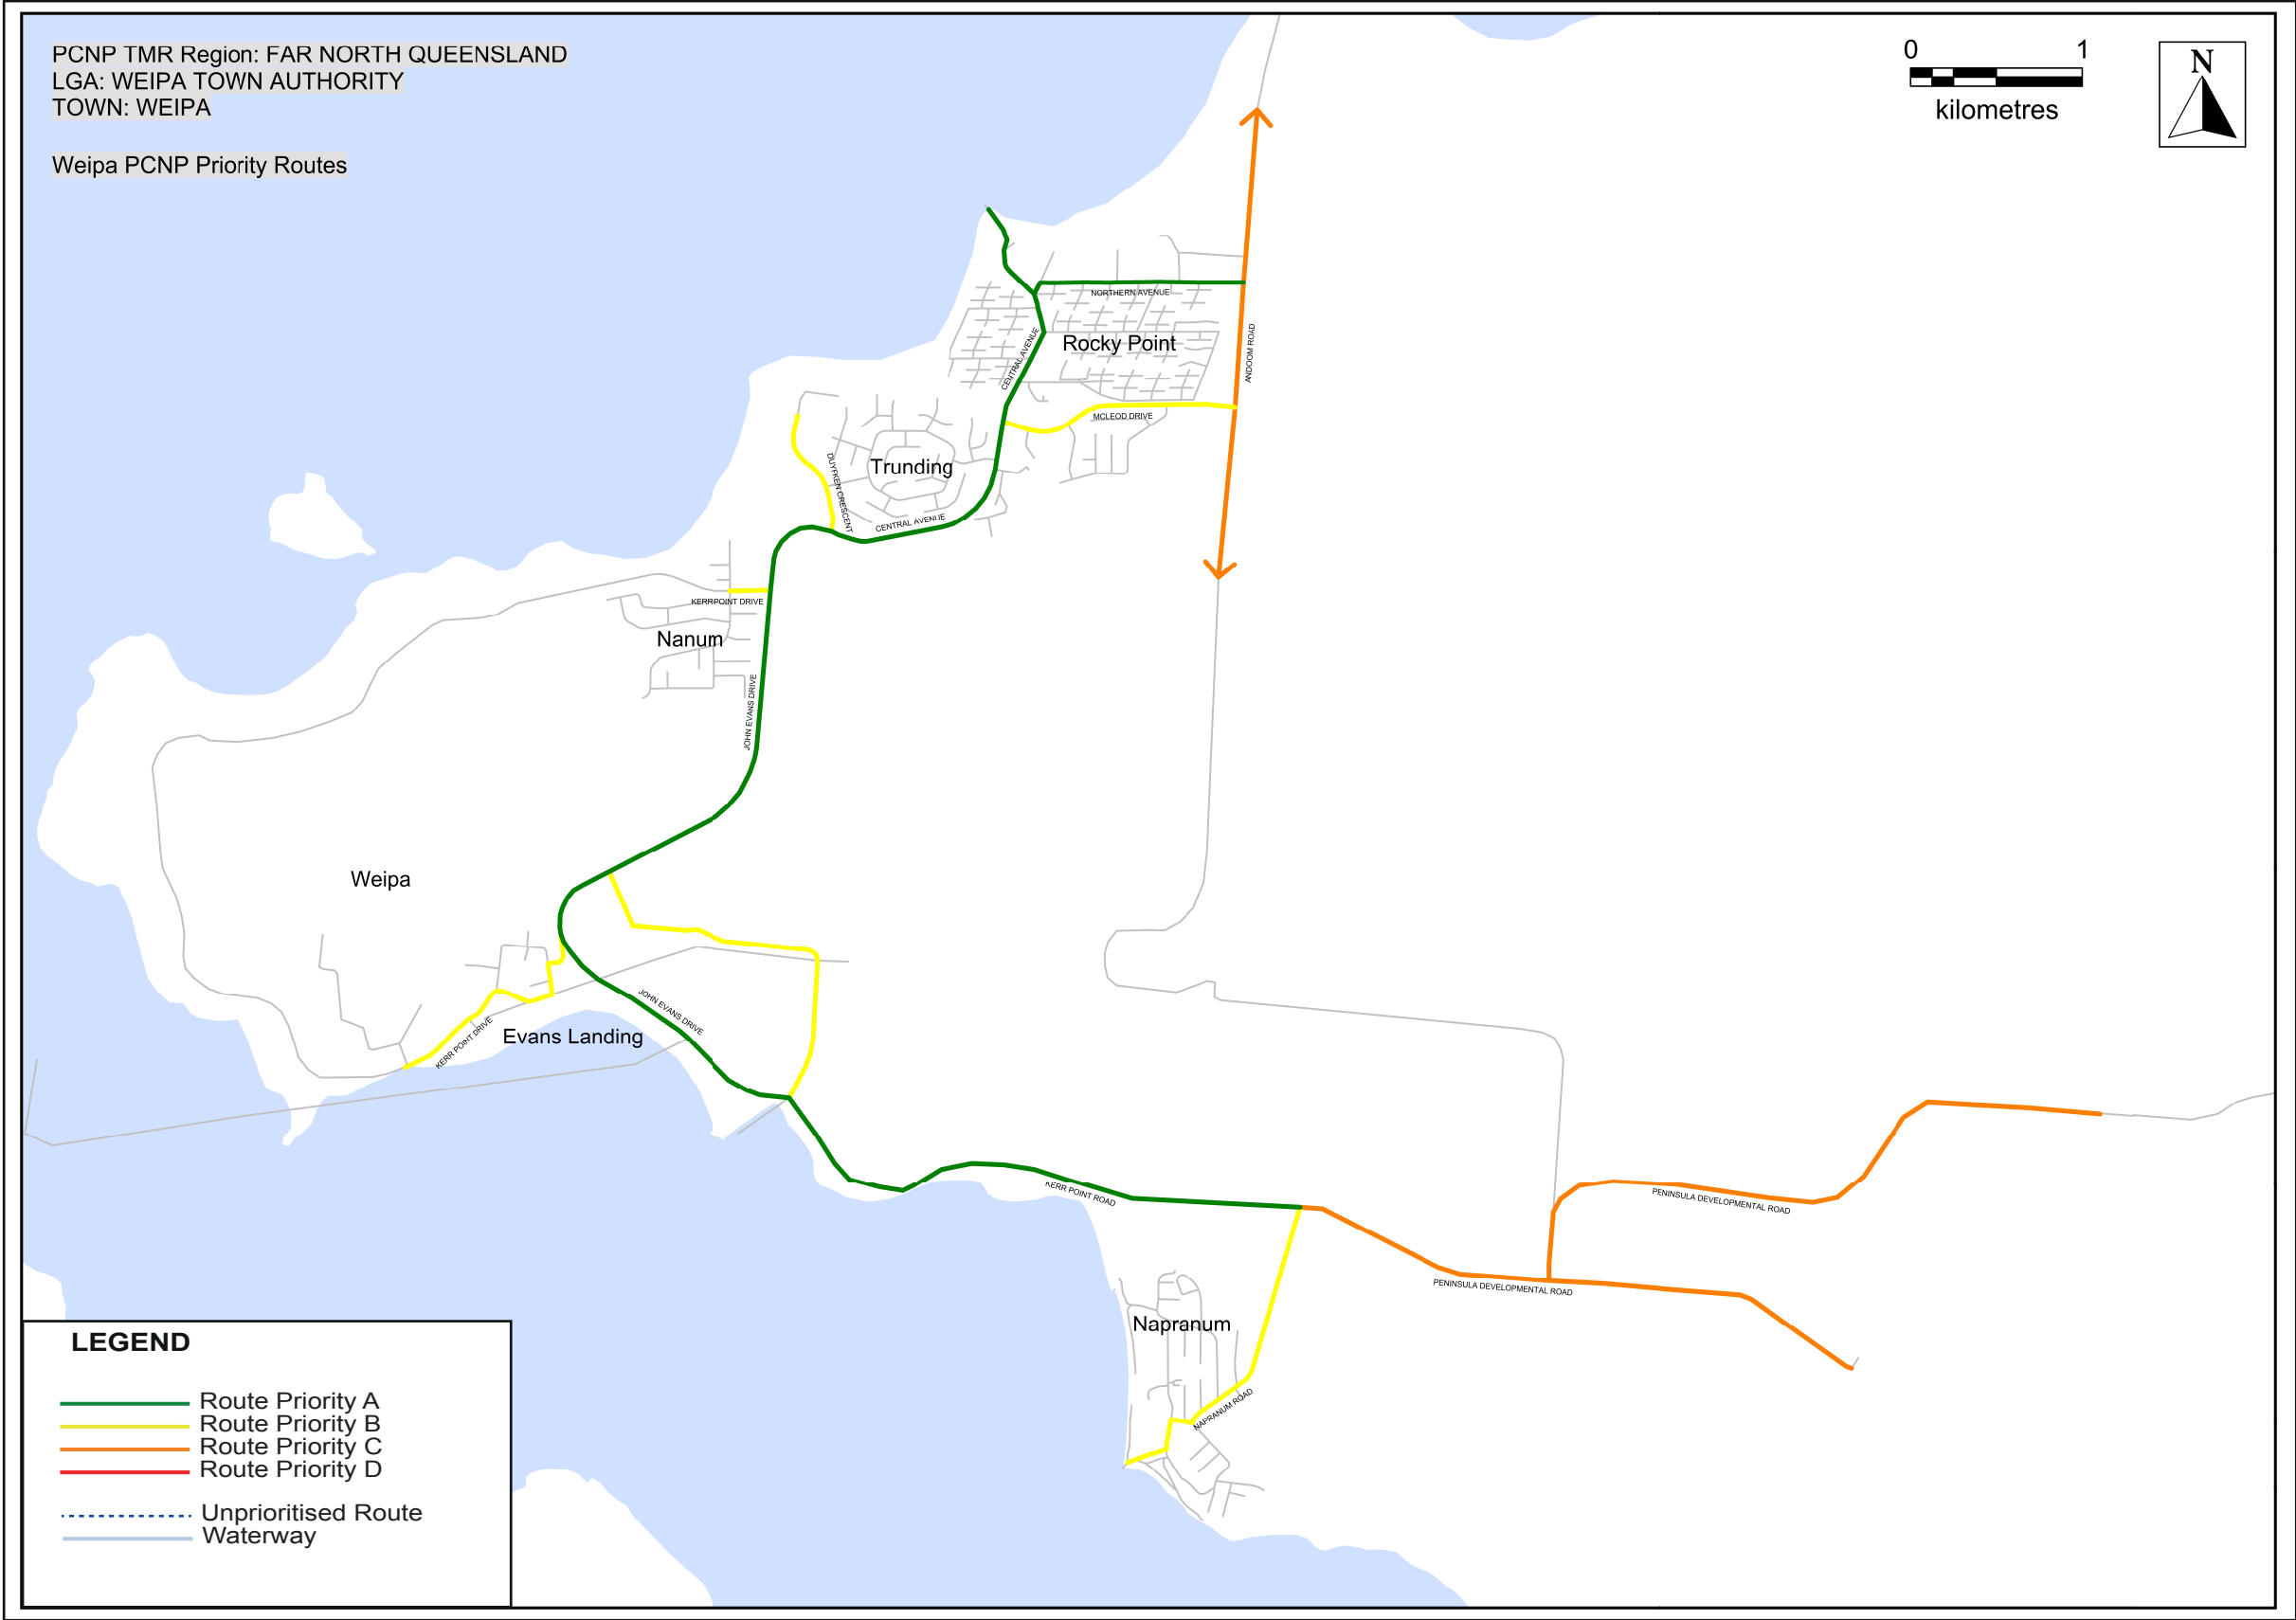 PCNP TMR Region: FAR NORTH QUEENSLAND
LGA: WEIPA TOWN AUTHORITY
TOWN: WEIPA
Weipa PCNP Priority Routes
0 1
kilometres
N
NORTHERN AVENUE
Rocky Point
CENTRAL AVENUE
ANDOOM ROAD
MCLEOD DRIVE
DUYFKEN CRESCENT
Trunding
CENTRAL AVENUE
KERRPOINT DRIVE
Nanum
JOHN EVANS DRIVE
Weipa
JOHN EVANS DRIVE
KERR POINT DRIVE
Evans Landing
KERR POINT ROAD
PENINSULA DEVELOPMENTAL ROAD
PENINSULA DEVELOPMENTAL ROAD
Napranum
NAPRANUM ROAD
LEGEND
Route Priority A
Route Priority B
Route Priority C
Route Priority D
Unprioritised Route
Waterway